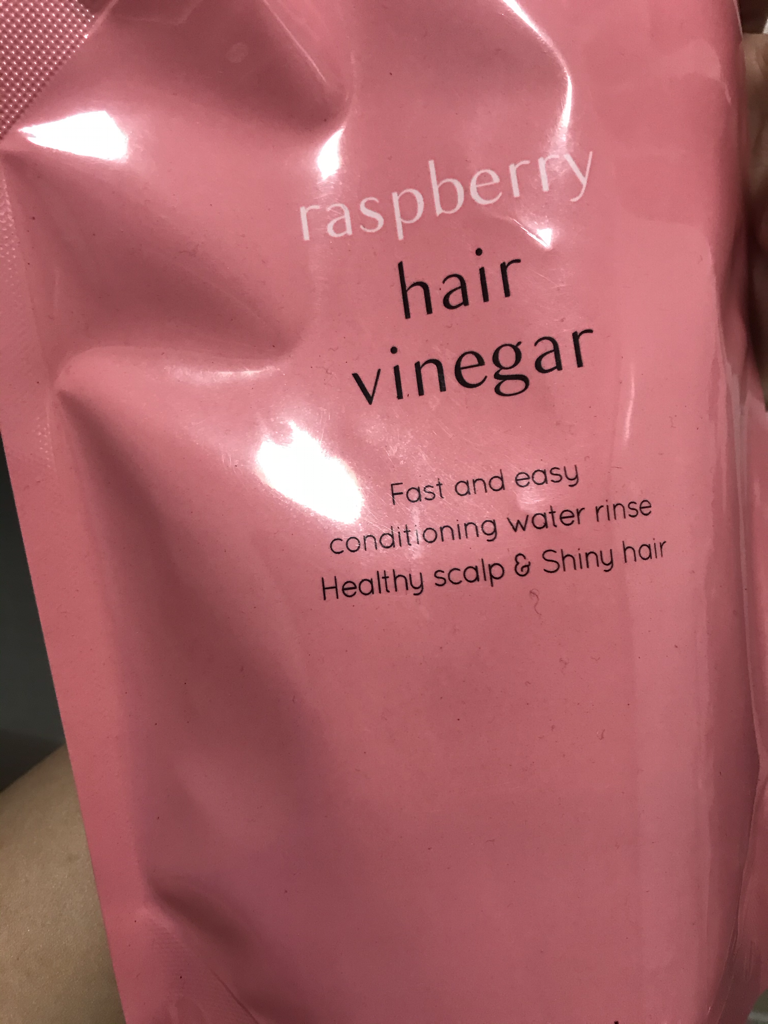 raspberry
hair
vinegar
Fast and easy
conditioning water rinse
Healthy scalp & Shiny hair